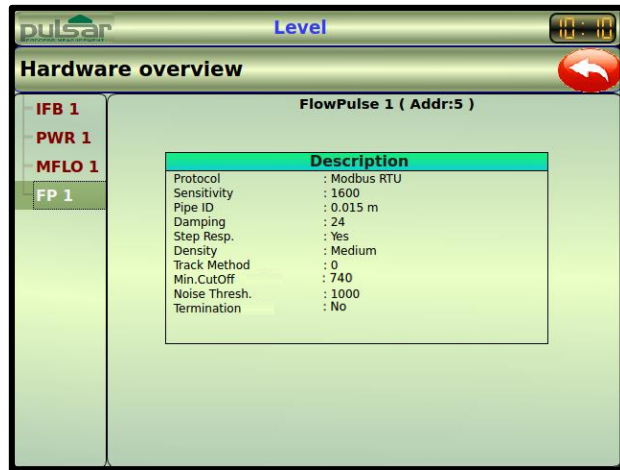 pulsar
PROCESS MEASUREMENT
Level
10:10
Hardware overview
IFB 1
PWR 1
MFLO 1
FP 1
FlowPulse 1 ( Addr:5 )
Description
Protocol : Modbus RTU
Sensitivity : 1600
Pipe ID : 0.015 m
Damping : 24
Step Resp. : Yes
Density : Medium
Track Method : 0
Min.CutOff : 740
Noise Thresh. : 1000
Termination : No